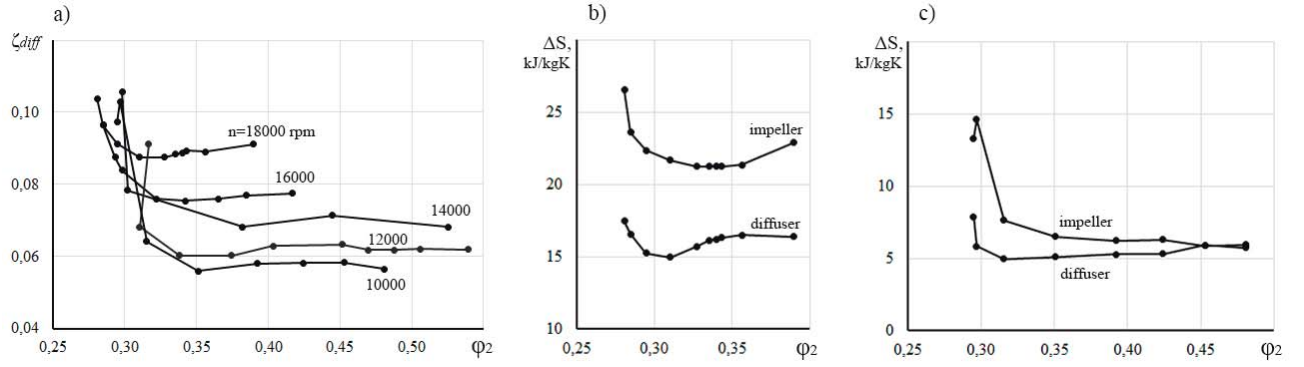 a)
ζdiff
0,10
0,08
0,06
0,04
0,25 0,30 0,35 0,40 0,45 0,50 φ2
n=18000 rpm
16000
14000
12000
10000
b)
ΔS,
kJ/kgK
25
20
15
10
0,25 0,30 0,35 φ2
impeller
diffuser
c)
ΔS,
kJ/kgK
15
10
5
0
0,25 0,30 0,35 0,40 0,45 φ2
impeller
diffuser